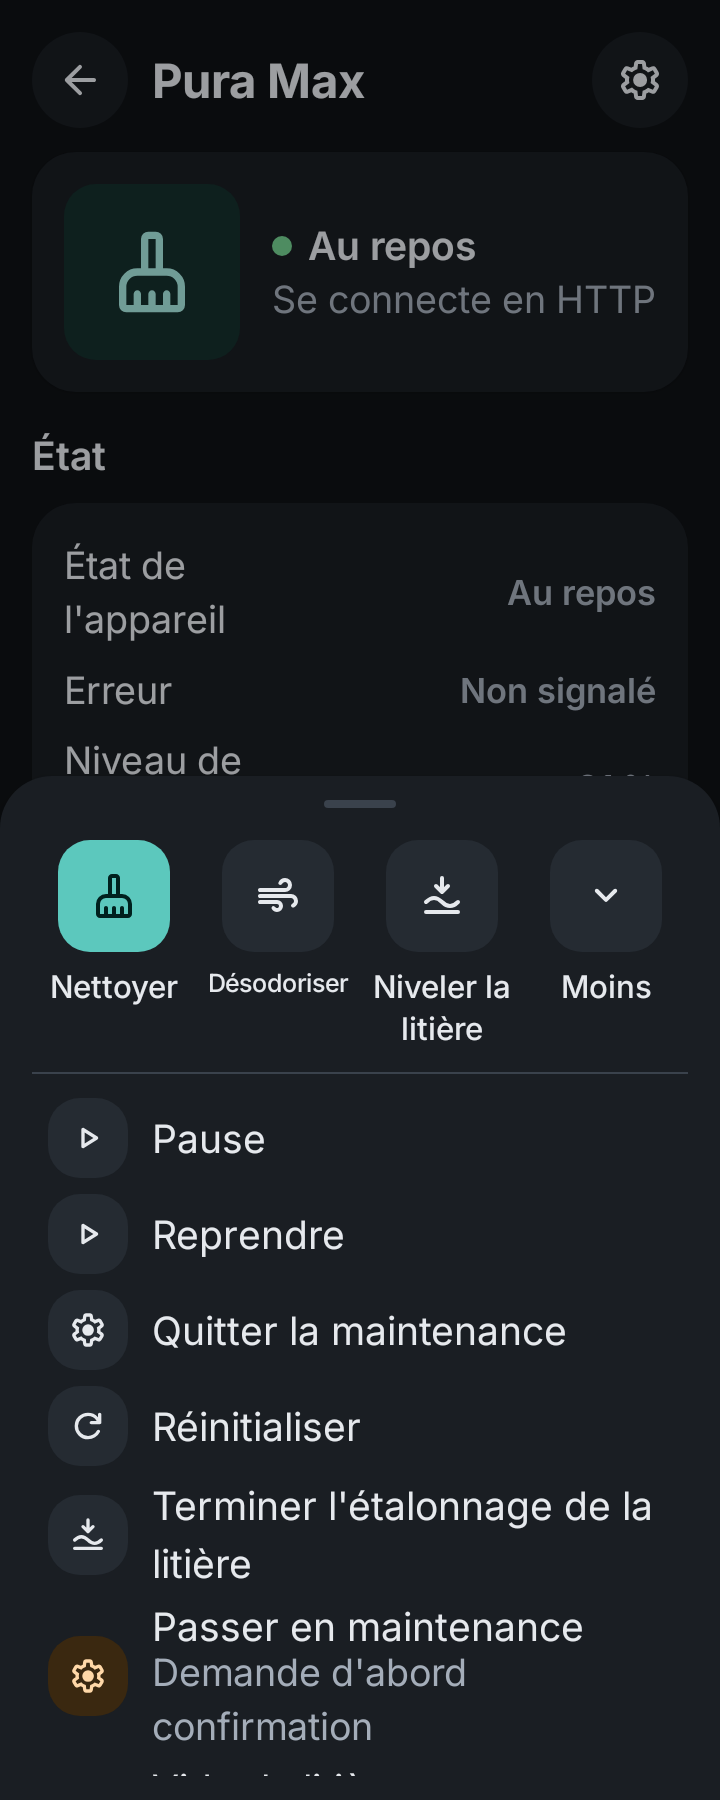 Pura Max
Au repos
Se connecte en HTTP
État
État de
l'appareil
Au repos
Erreur
Non signalé
Niveau de
Nettoyer
Désodoriser
Niveler la
litière
Moins
Pause
Reprendre
Quitter la maintenance
Réinitialiser
Terminer l'étalonnage de la
litière
Passer en maintenance
Demande d'abord
confirmation